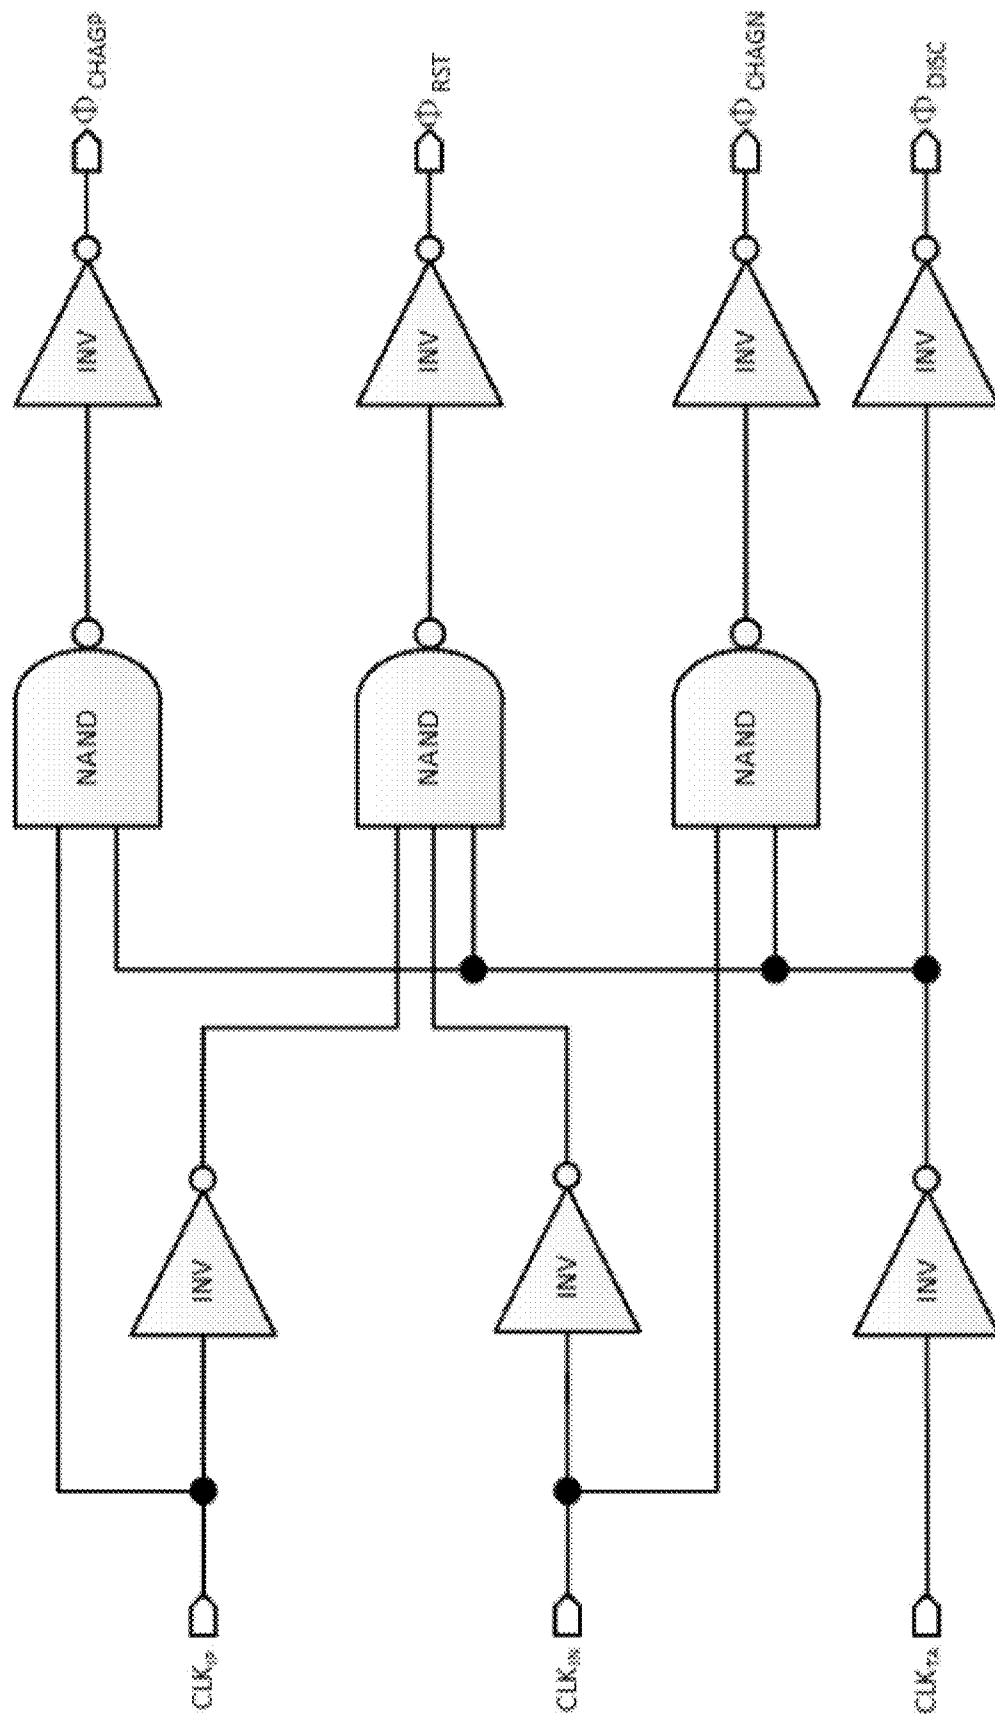 Φ CHAGP
Φ RST
Φ CHAGN
Φ DISC
INV
INV
INV
INV
NAND
NAND
NAND
INV
INV
INV
CLK
CLK
CLK